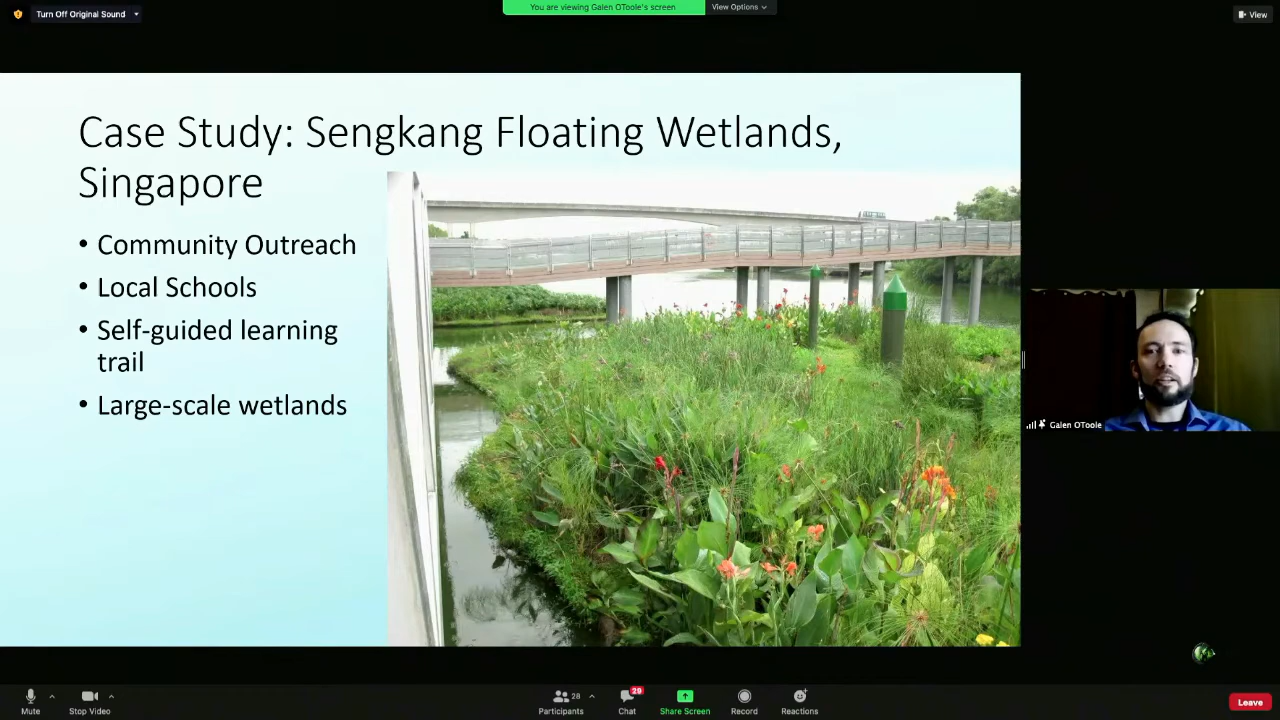 Turn Off Original Sound
You are viewing Galen OToole's screen
View Options
View
Case Study: Sengkang Floating Wetlands,
Singapore
• Community Outreach
• Local Schools
• Self-guided learning
trail
• Large-scale wetlands
Galen OToole
Mute
Stop Video
28
Participants
29
Chat
Share Screen
Record
Reactions
Leave